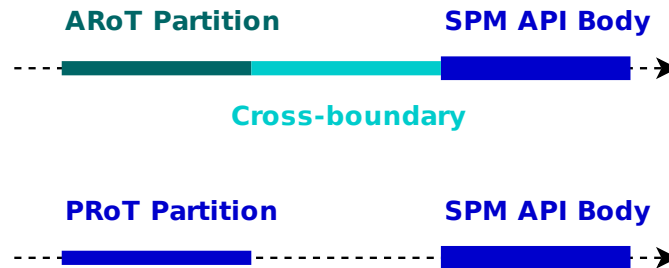 ARoT Partition
SPM API Body
Cross-boundary
PRoT Partition
SPM API Body